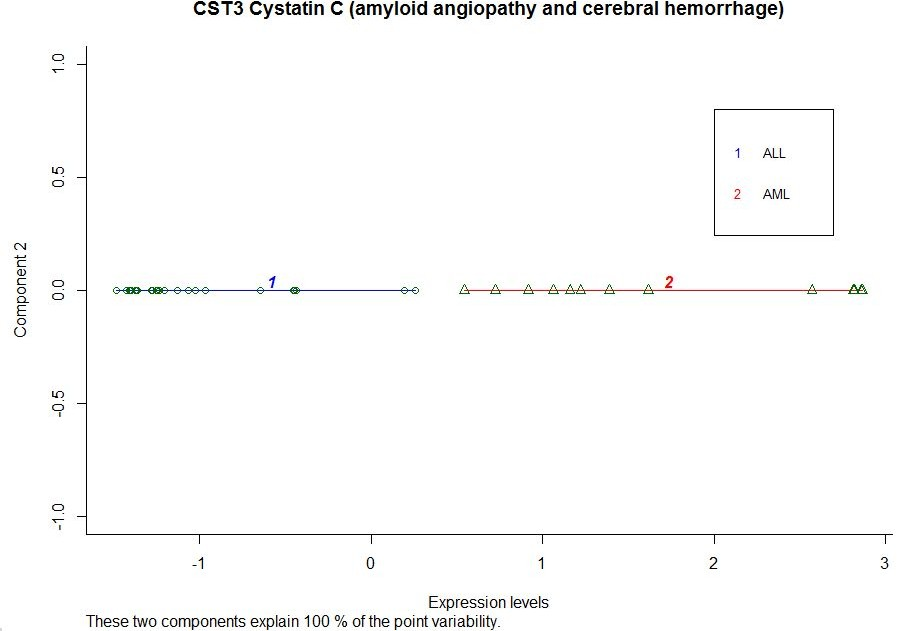 CST3 Cystatin C (amyloid angiopathy and cerebral hemorrhage)
1.0
0.5
0.0
-0.5
-1.0
Component 2
1 ALL
2 AML
1
2
-1 0 1 2 3
Expression levels
These two components explain 100 % of the point variability.